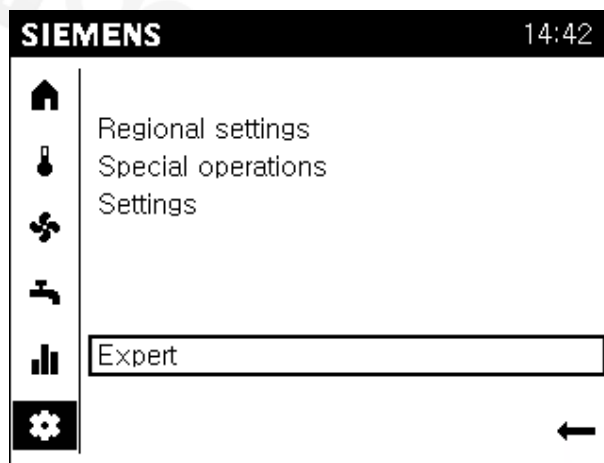 SIEMENS 14:42
Regional settings
Special operations
Settings
Expert